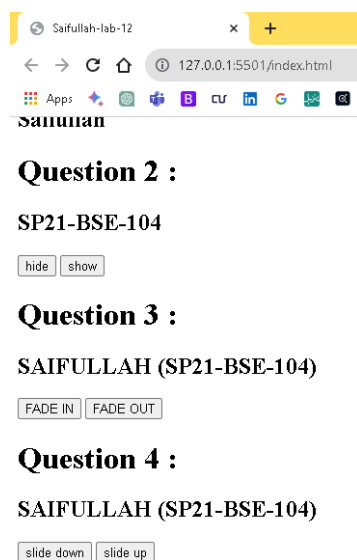 Saifullah-lab-12
127.0.0.1:5501/index.html
Apps
Saifullah
Question 2 :
SP21-BSE-104
hide show
Question 3 :
SAIFULLAH (SP21-BSE-104)
FADE IN FADE OUT
Question 4 :
SAIFULLAH (SP21-BSE-104)
slide down slide up